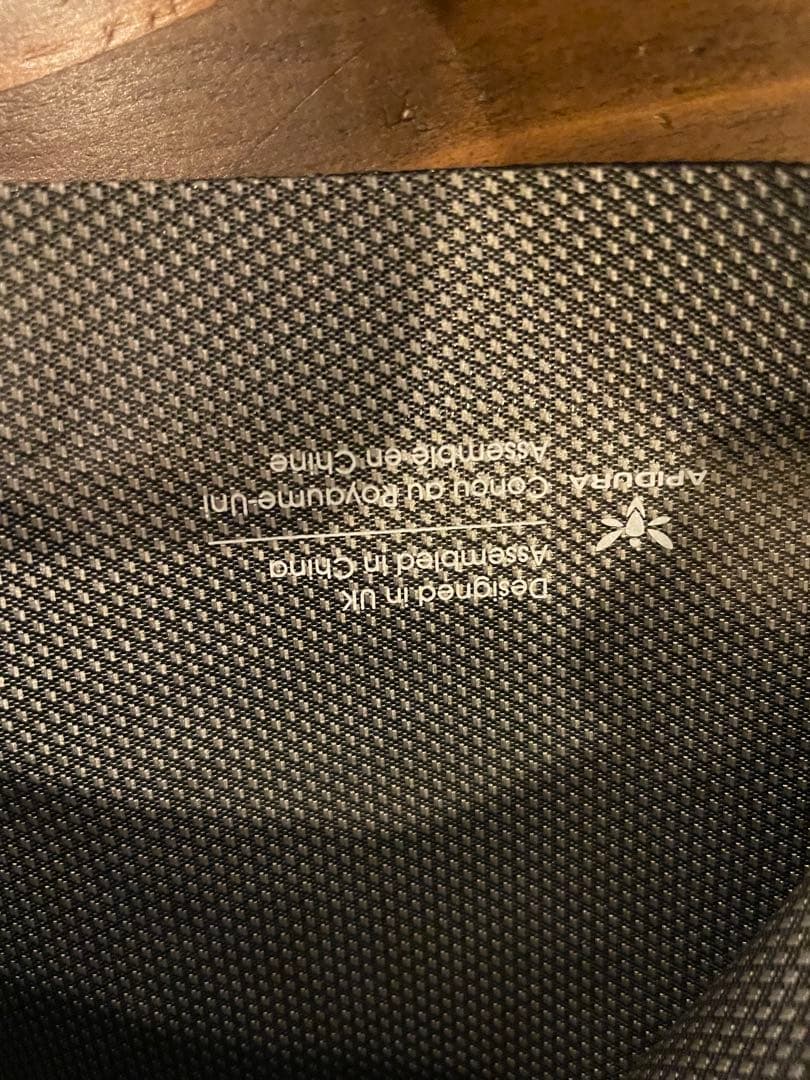 APIDURA
Designed in UK
Assembled in China
Conçu au Royaume-Uni
Assemblé en Chine